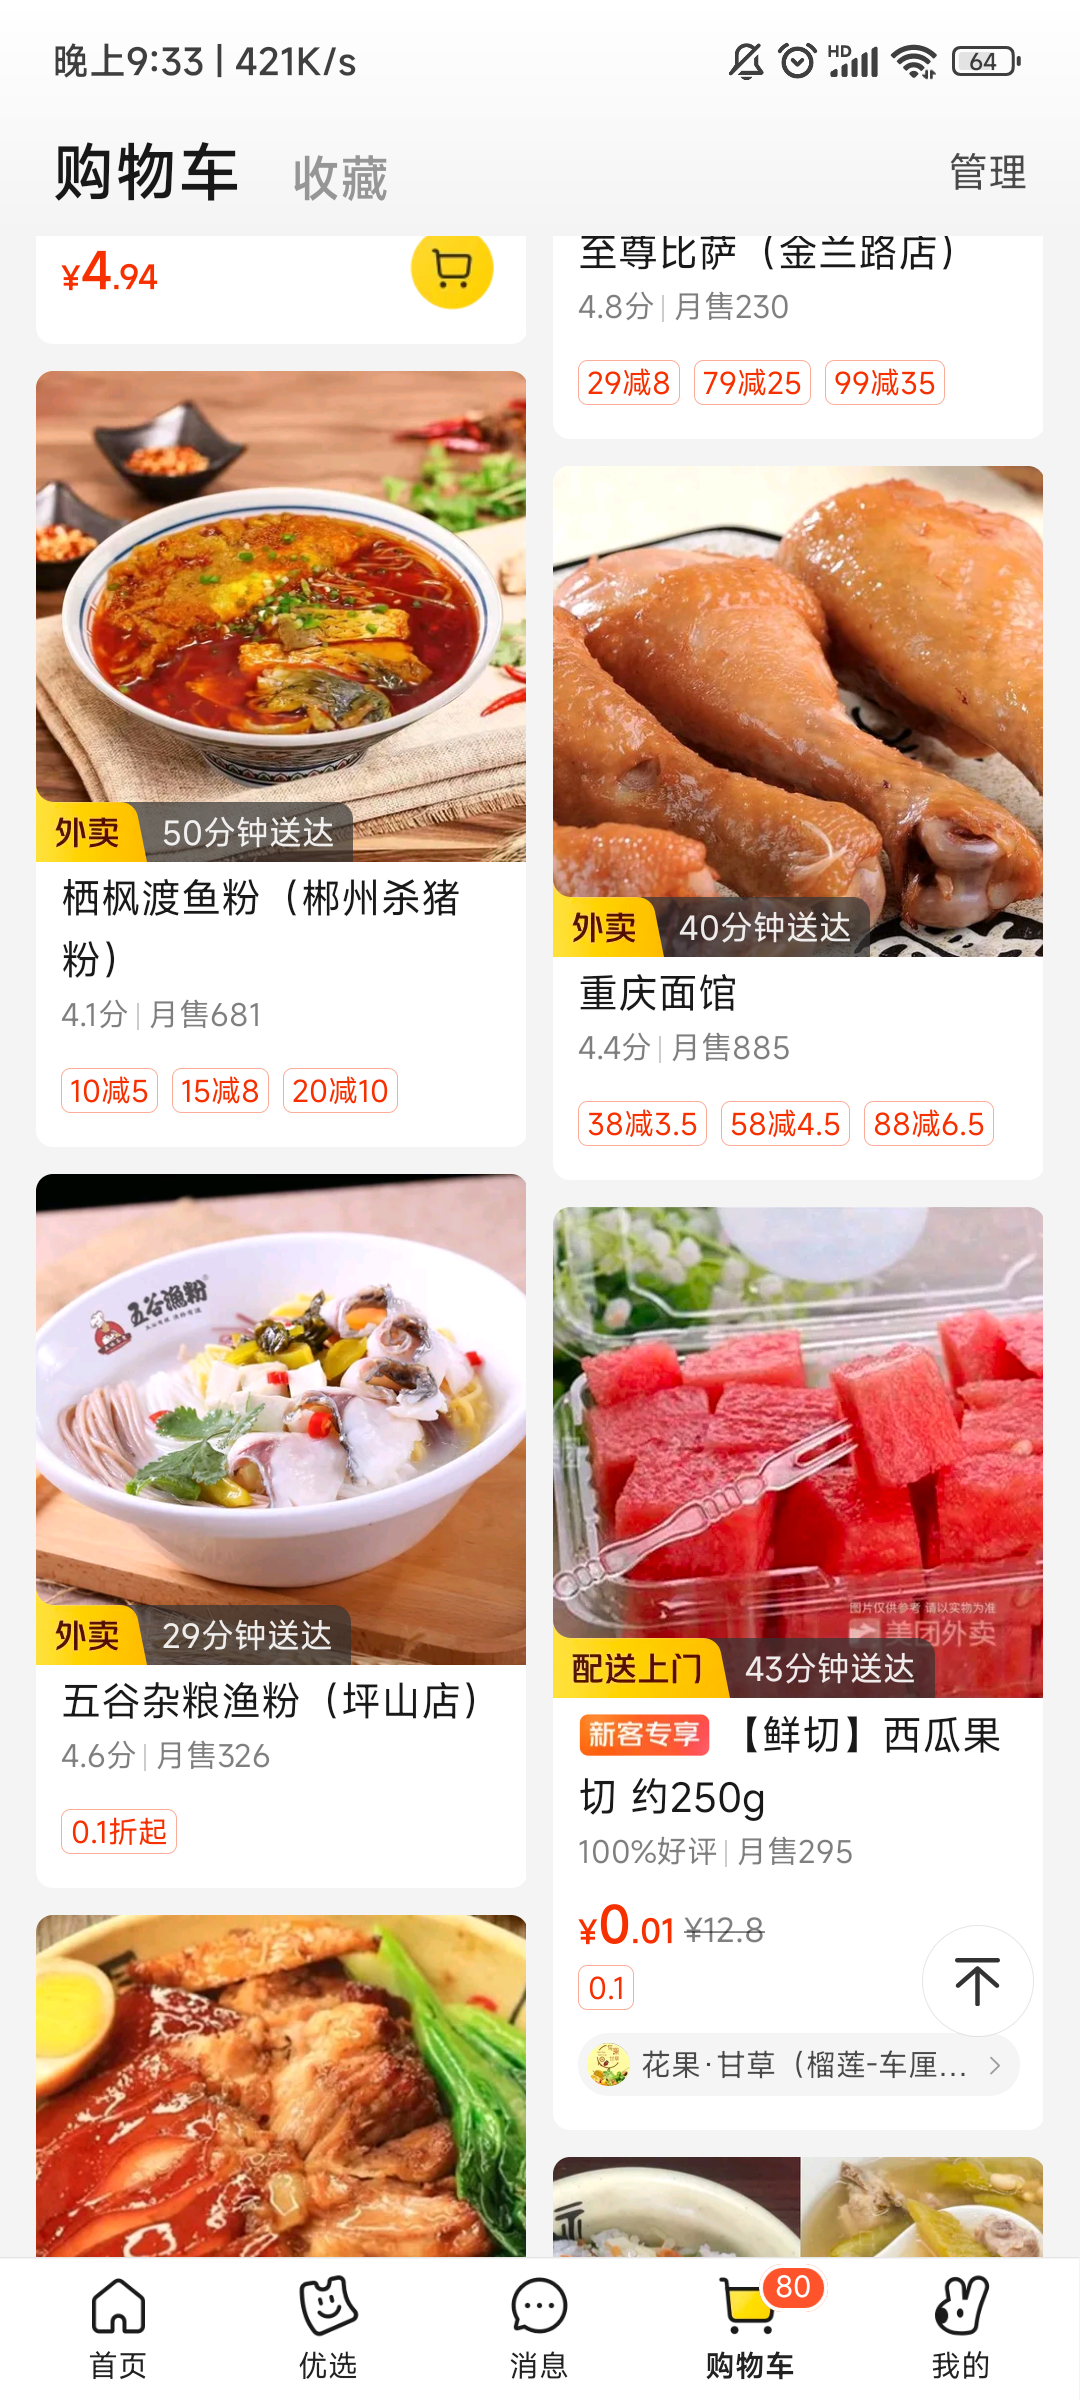 晚上9:33 | 421K/s
HD
64
购物车
收藏
管理
¥4.94
至尊比萨（金兰路店）
4.8分 | 月售230
29减8
79减25
99减35
外卖
50分钟送达
栖枫渡鱼粉（郴州杀猪
粉）
4.1分 | 月售681
10减5
15减8
20减10
外卖
40分钟送达
重庆面馆
4.4分 | 月售885
38减3.5
58减4.5
88减6.5
五谷渔粉
外卖
29分钟送达
五谷杂粮渔粉（坪山店）
4.6分 | 月售326
0.1折起
图片仅供参考 请以实物为准
美团外卖
配送上门
43分钟送达
新客专享 【鲜切】西瓜果
切 约250g
100%好评 | 月售295
¥0.01 ¥12.8
0.1
花果·甘草（榴莲-车厘...
首页
优选
消息
80
购物车
我的